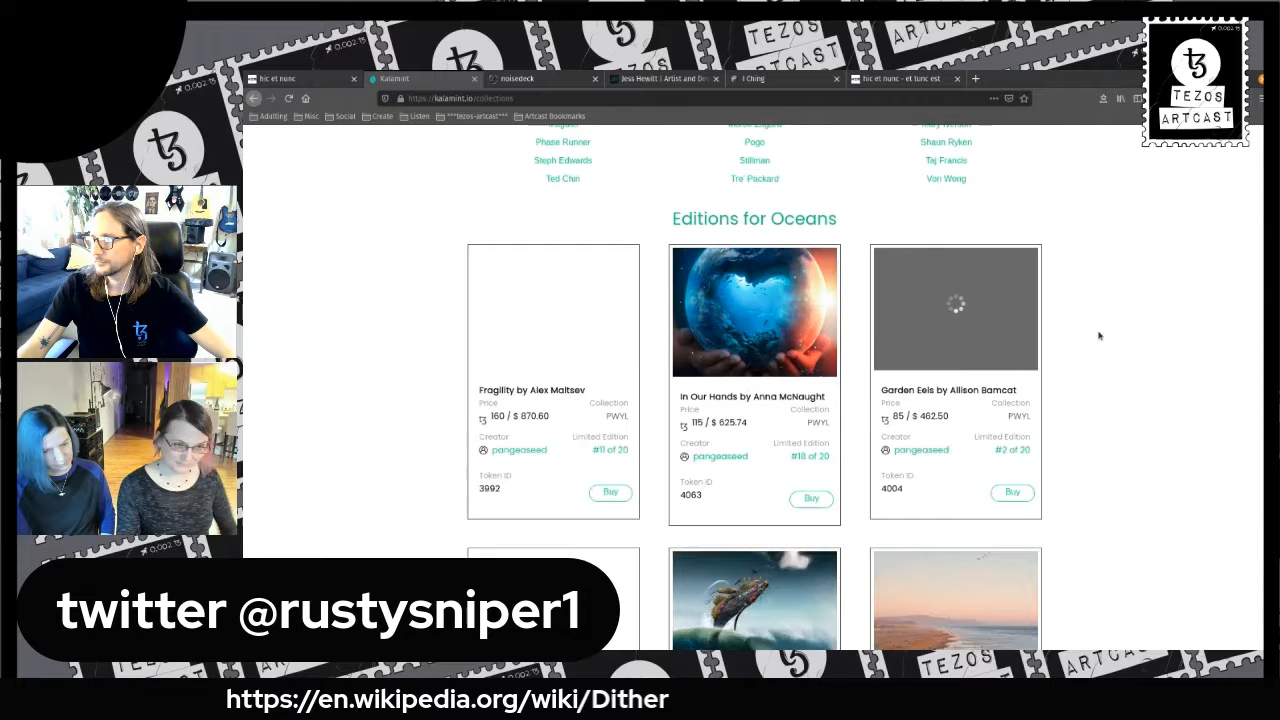 0.002 TƐ
TEZOS
ARTCAST
hic et nunc
Kalamint
noisedeck
Jess Hewitt | Artist and De
I Ching
hic et nunc - et tunc est
https://kalamint.io/collections
Adulting
Misc
Social
Create
Listen
***tezos-artcast***
Artcast Bookmarks
Phase Runner
Pogo
Shaun Ryken
Steph Edwards
Stillman
Taj Francis
Ted Chin
Tre' Packard
Von Wong
Editions for Oceans
Fragility by Alex Maltsev
Price
Collection
160 / $ 870.60
PWYL
Creator
Limited Edition
pangeaseed
#11 of 20
Token ID
3992
Buy
In Our Hands by Anna McNaught
Price
Collection
115 / $ 625.74
PWYL
Creator
Limited Edition
pangeaseed
#18 of 20
Token ID
4063
Buy
Garden Eels by Allison Bamcat
Price
Collection
85 / $ 462.50
PWYL
Creator
Limited Edition
pangeaseed
#2 of 20
Token ID
4004
Buy
twitter @rustysniper1
https://en.wikipedia.org/wiki/Dither